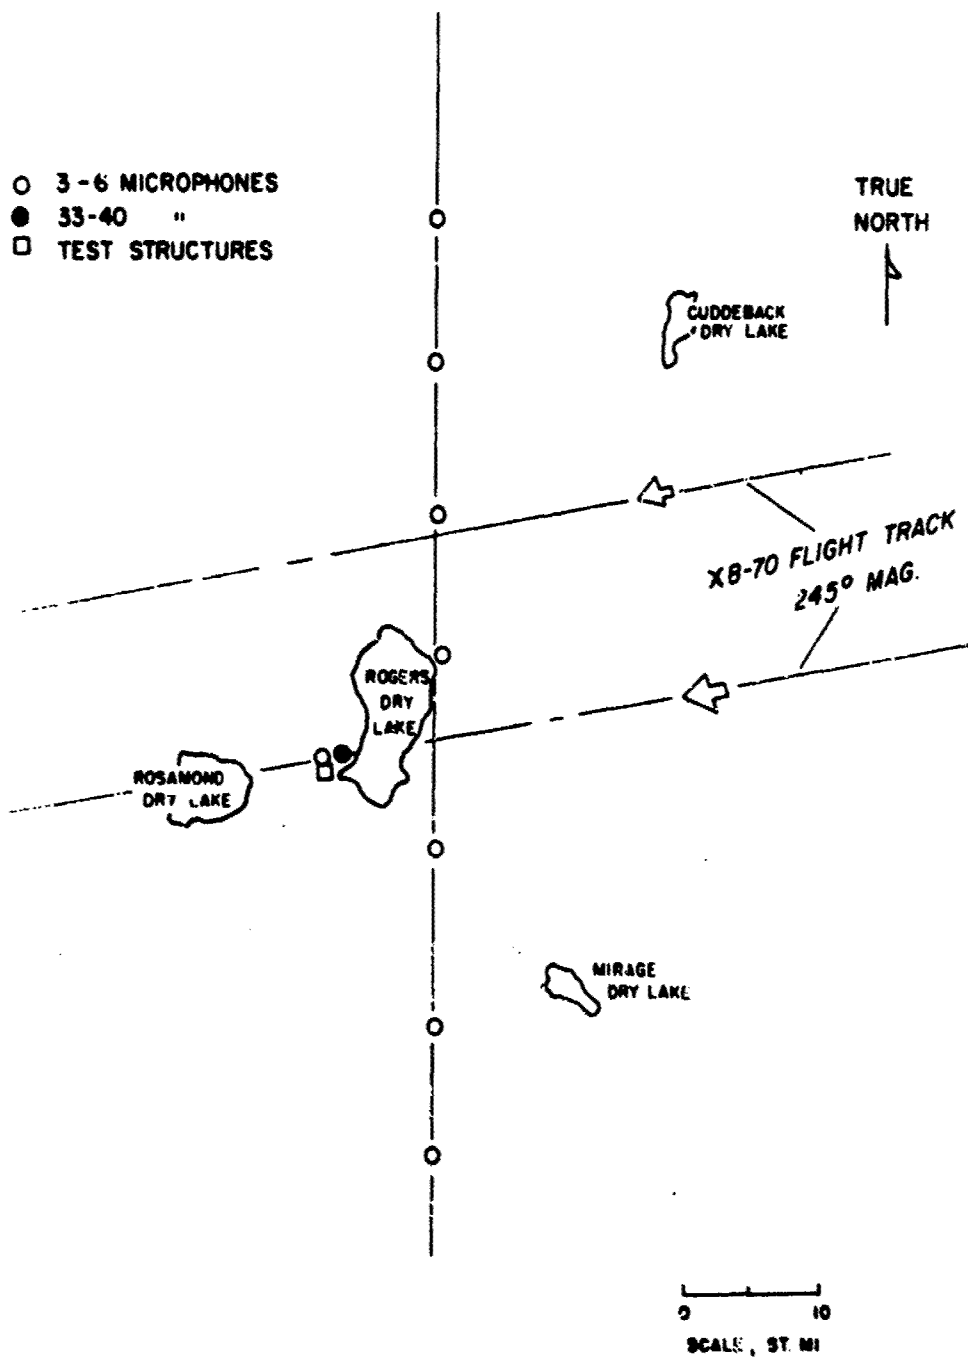 3-6 MICROPHONES
33-40 "
TEST STRUCTURES
TRUE
NORTH
CUDDEBACK
DRY LAKE
XB-70 FLIGHT TRACK
245° MAG.
ROGERS
DRY
LAKE
ROSAMOND
DRY LAKE
MIRAGE
DRY LAKE
0 10
SCALE, ST. MI